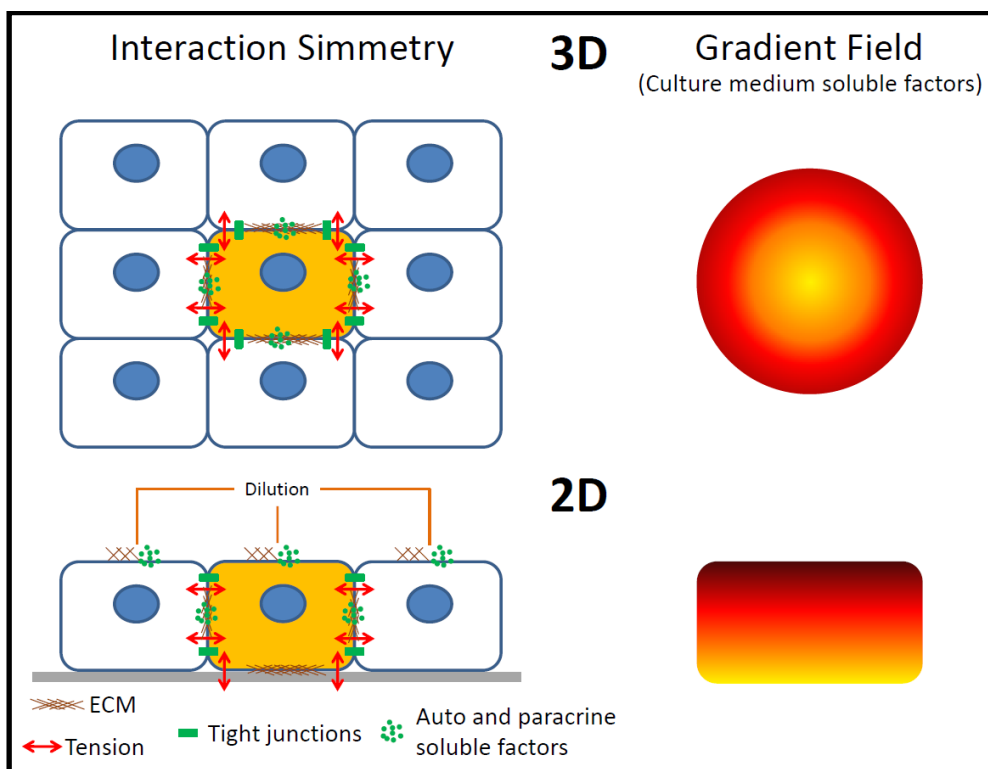 Interaction Simmetry
3D
Gradient Field
(Culture medium soluble factors)
Dilution
2D
ECM
Tension
Tight junctions
Auto and paracrine
soluble factors